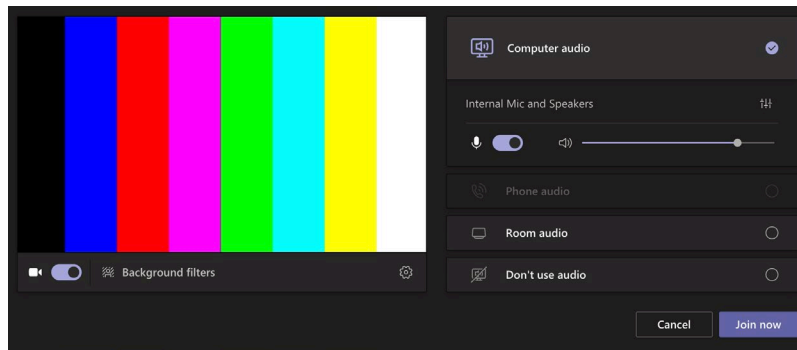 Computer audio
Internal Mic and Speakers
Phone audio
Room audio
Background filters
Don't use audio
Cancel
Join now